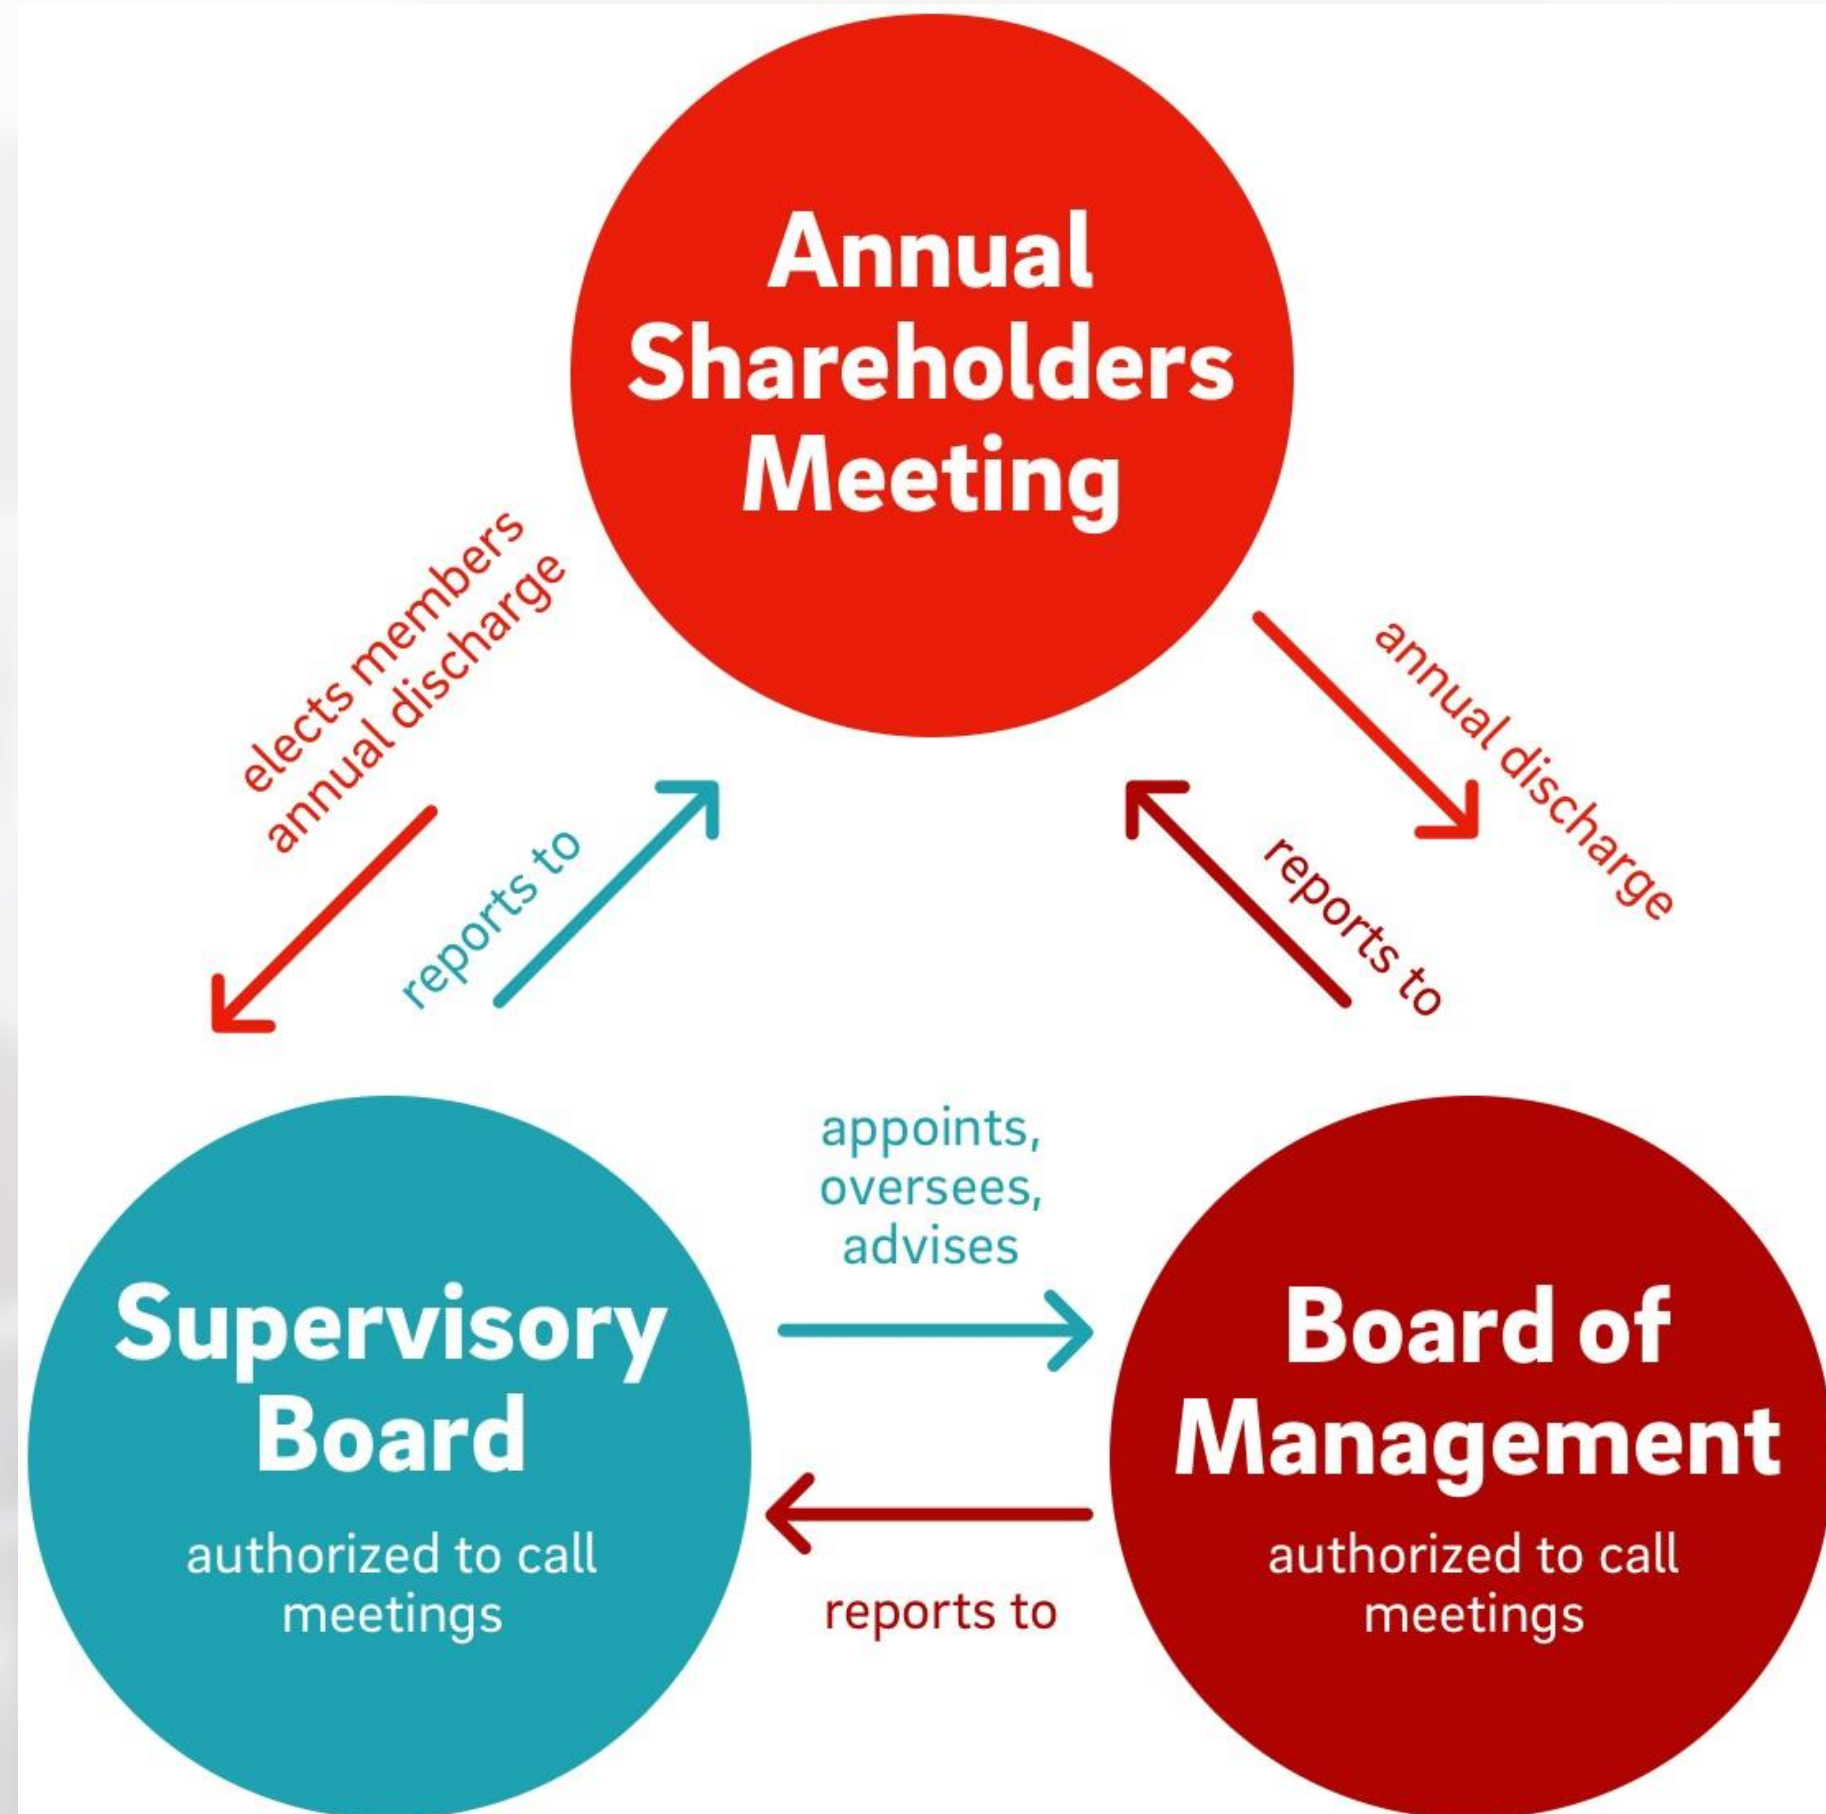 Annual
Shareholders
Meeting
elects members
annual discharge
reports to
annual discharge
reports to
appoints,
oversees,
advises
Supervisory
Board
authorized to call
meetings
reports to
Board of
Management
authorized to call
meetings